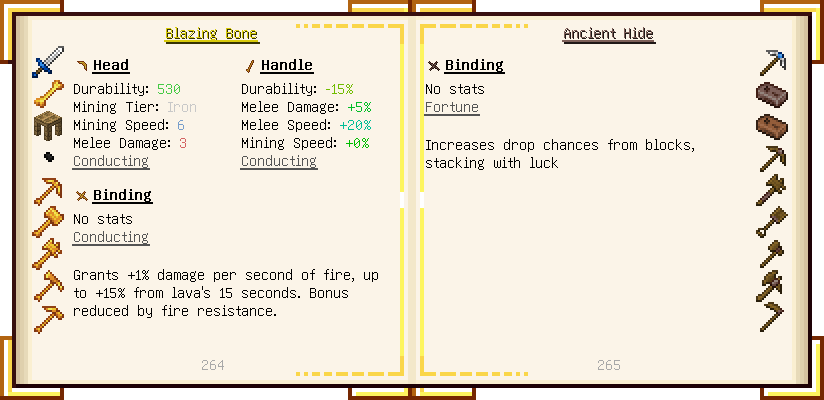 Blazing Bone
Head
Durability: 530
Mining Tier: Iron
Mining Speed: 6
Melee Damage: 3
Conducting
Handle
Durability: -15%
Melee Damage: +5%
Melee Speed: +20%
Mining Speed: +0%
Conducting
Binding
No stats
Conducting
Grants +1% damage per second of fire, up
to +15% from lava's 15 seconds. Bonus
reduced by fire resistance.
264
Ancient Hide
Binding
No stats
Fortune
Increases drop chances from blocks,
stacking with luck
265